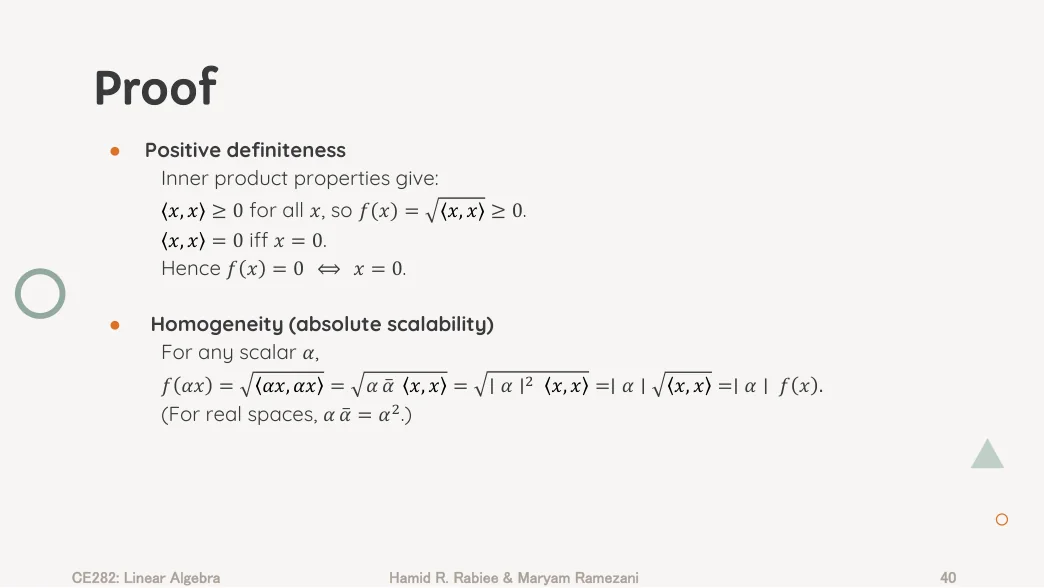 Proof
Positive definiteness
Inner product properties give:
⟨x, x⟩ ≥ 0 for all x, so f(x) = √⟨x, x⟩ ≥ 0.
⟨x, x⟩ = 0 iff x = 0.
Hence f(x) = 0 ⇔ x = 0.
Homogeneity (absolute scalability)
For any scalar α,
f(αx) = √⟨αx, αx⟩ = √(α ᾱ ⟨x, x⟩) = √(∣ α ∣² ⟨x, x⟩) =∣ α ∣ √⟨x, x⟩ =∣ α ∣ f(x).
(For real spaces, α ᾱ = α².)
CE282: Linear Algebra
Hamid R. Rabiee & Maryam Ramezani
40